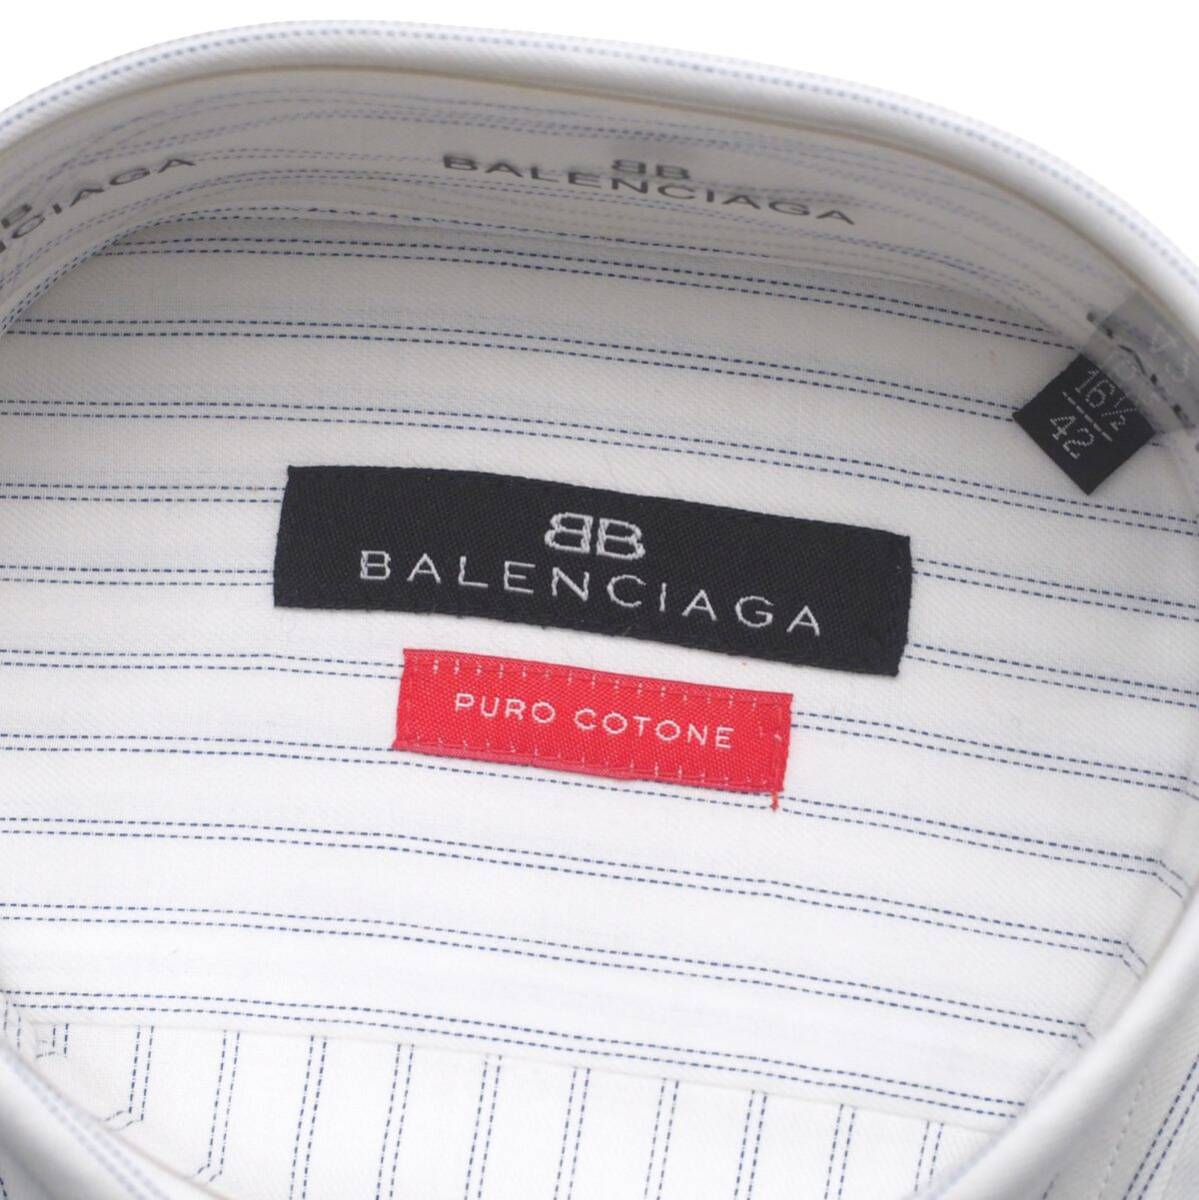 BB
BALENCIAGA
BB
BALENCIAGA
16½
42
BB
BALENCIAGA
PURO COTONE